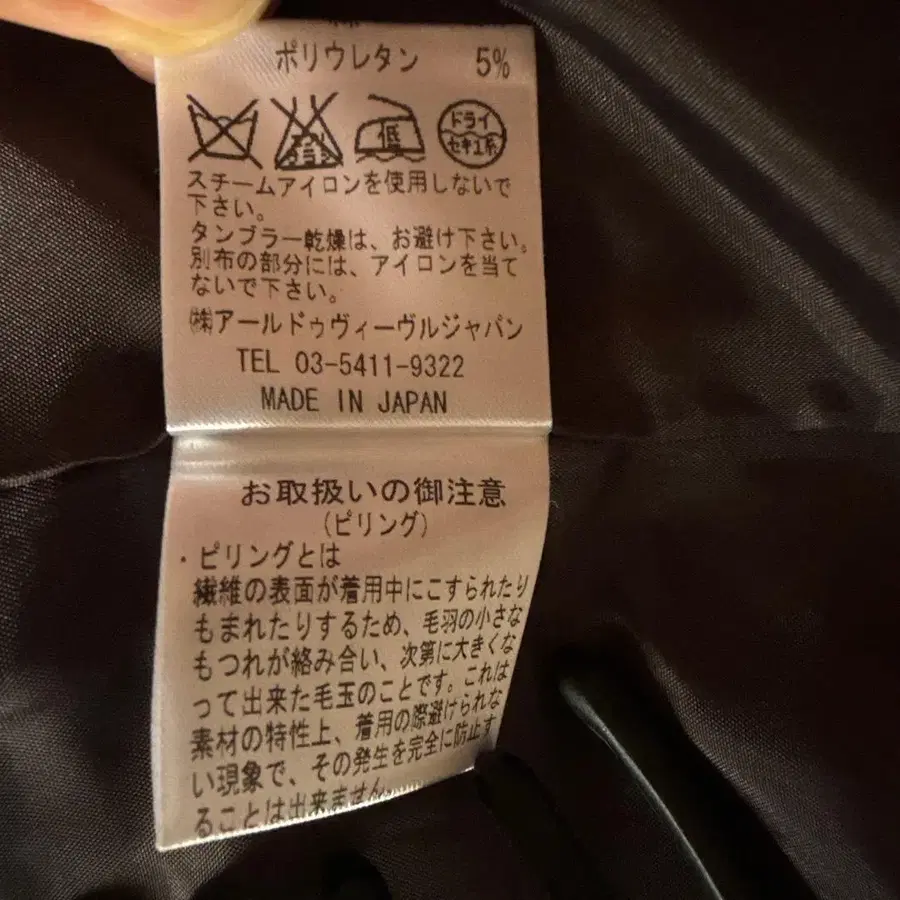 ポリウレタン 5%
低 ドライ
セキユ系
スチームアイロンを使用しないで
下さい。
タンブラー乾燥は、お避け下さい。
別布の部分には、アイロンを当て
ないで下さい。
㈱アールドゥヴィーヴルジャパン
TEL 03-5411-9322
MADE IN JAPAN
お取扱いの御注意
(ピリング)
・ピリングとは
繊維の表面が着用中にこすられたり
もまれたりするため、毛羽の小さな
もつれが絡み合い、次第に大きくな
って出来た毛玉のことです。これは
素材の特性上、着用の際避けられな
い現象で、その発生を完全に防止す
ることは出来ません。